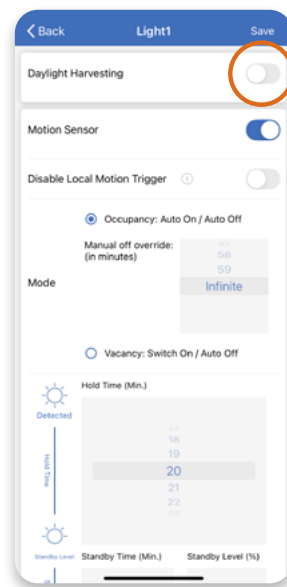 Back Light1 Save
Daylight Harvesting
Motion Sensor
Disable Local Motion Trigger
Occupancy: Auto On / Auto Off
Manual off override:
(in minutes)
58
59
Infinite
Mode
Vacancy: Switch On / Auto Off
Hold Time (Min.)
Detected
18
19
20
21
22
Hold Time
Standby Level Standby Time (Min.) Standby Level (%)